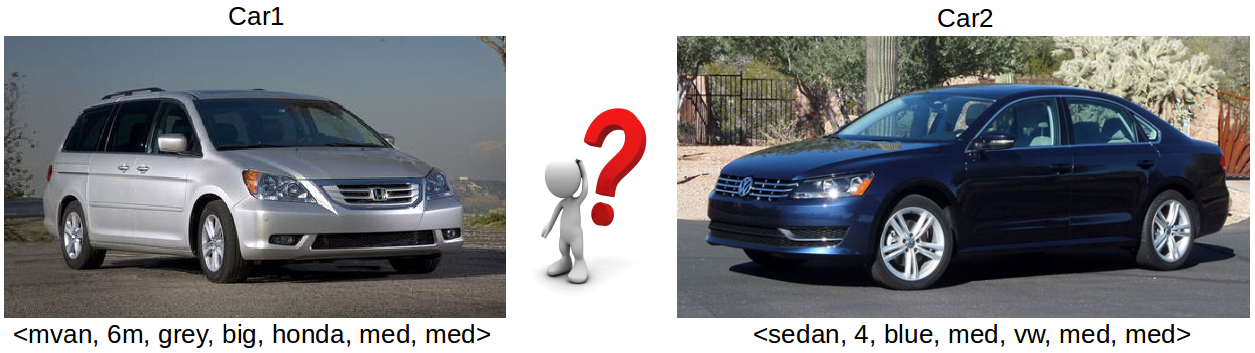 Car1
Car2
<mvan, 6m, grey, big, honda, med, med>
<sedan, 4, blue, med, vw, med, med>